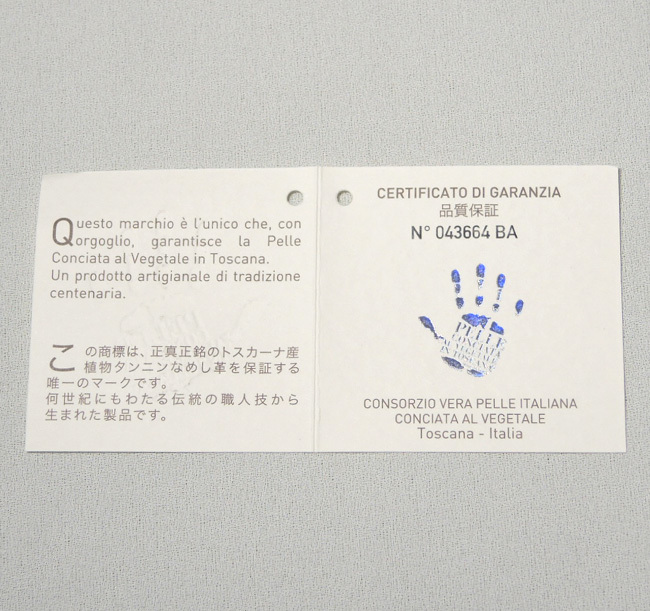 Questo marchio è l'unico che, con
orgoglio, garantisce la Pelle
Conciata al Vegetale in Toscana.
Un prodotto artigianale di tradizione
centenaria.
この商標は、正真正銘のトスカーナ産
植物タンニンなめし革を保証する
唯一のマークです。
何世紀にもわたる伝統の職人技から
生まれた製品です。
CERTIFICATO DI GARANZIA
品質保証
N° 043664 BA
PELLE
CONSORZIO VERA PELLE ITALIANA
CONCIATA AL VEGETALE
Toscana - Italia